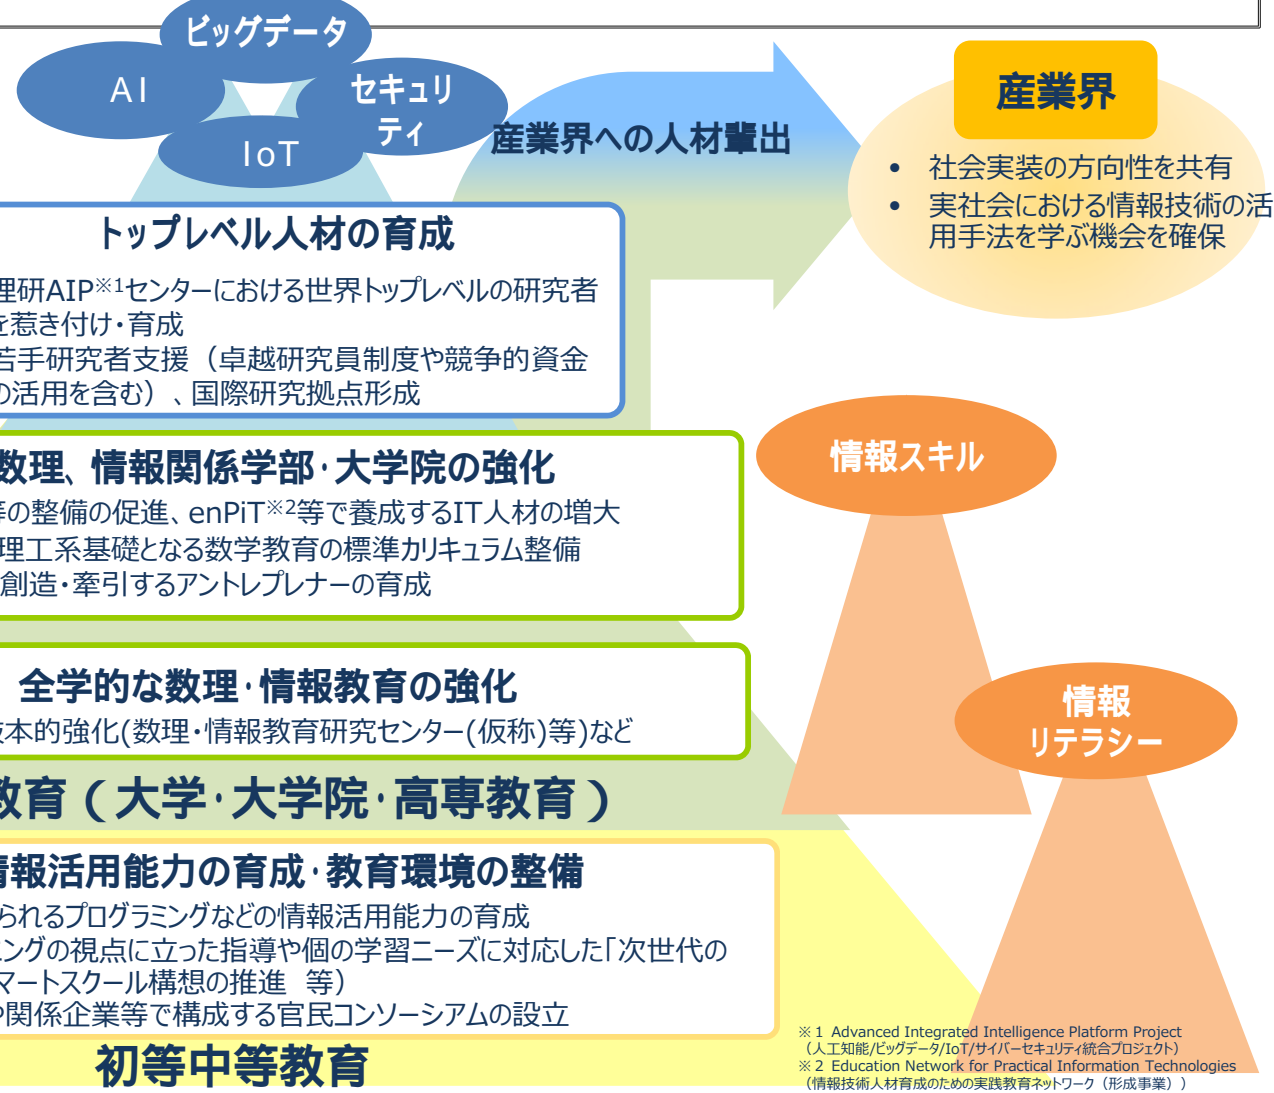 ビッグデータ
AI
セキュリ
ティ
IoT
産業界への人材輩出
産業界
• 社会実装の方向性を共有
• 実社会における情報技術の活
用手法を学ぶ機会を確保
トップレベル人材の育成
理研AIP※1センターにおける世界トップレベルの研究者
を惹き付け・育成
若手研究者支援（卓越研究員制度や競争的資金
の活用を含む）、国際研究拠点形成
情報スキル
数理、情報関係学部・大学院の強化
等の整備の促進、enPiT※2等で養成するIT人材の増大
理工系基礎となる数学教育の標準カリキュラム整備
創造・牽引するアントレプレナーの育成
情報
リテラシー
全学的な数理・情報教育の強化
抜本的強化(数理・情報教育研究センター(仮称)等)など
教育（大学・大学院・高専教育）
情報活用能力の育成・教育環境の整備
られるプログラミングなどの情報活用能力の育成
ニングの視点に立った指導や個の学習ニーズに対応した「次世代の
マートスクール構想の推進 等）
や関係企業等で構成する官民コンソーシアムの設立
初等中等教育
※１ Advanced Integrated Intelligence Platform Project
（人工知能/ビッグデータ/IoT/サイバーセキュリティ統合プロジェクト）
※２ Education Network for Practical Information Technologies
（情報技術人材育成のための実践教育ネットワーク（形成事業））